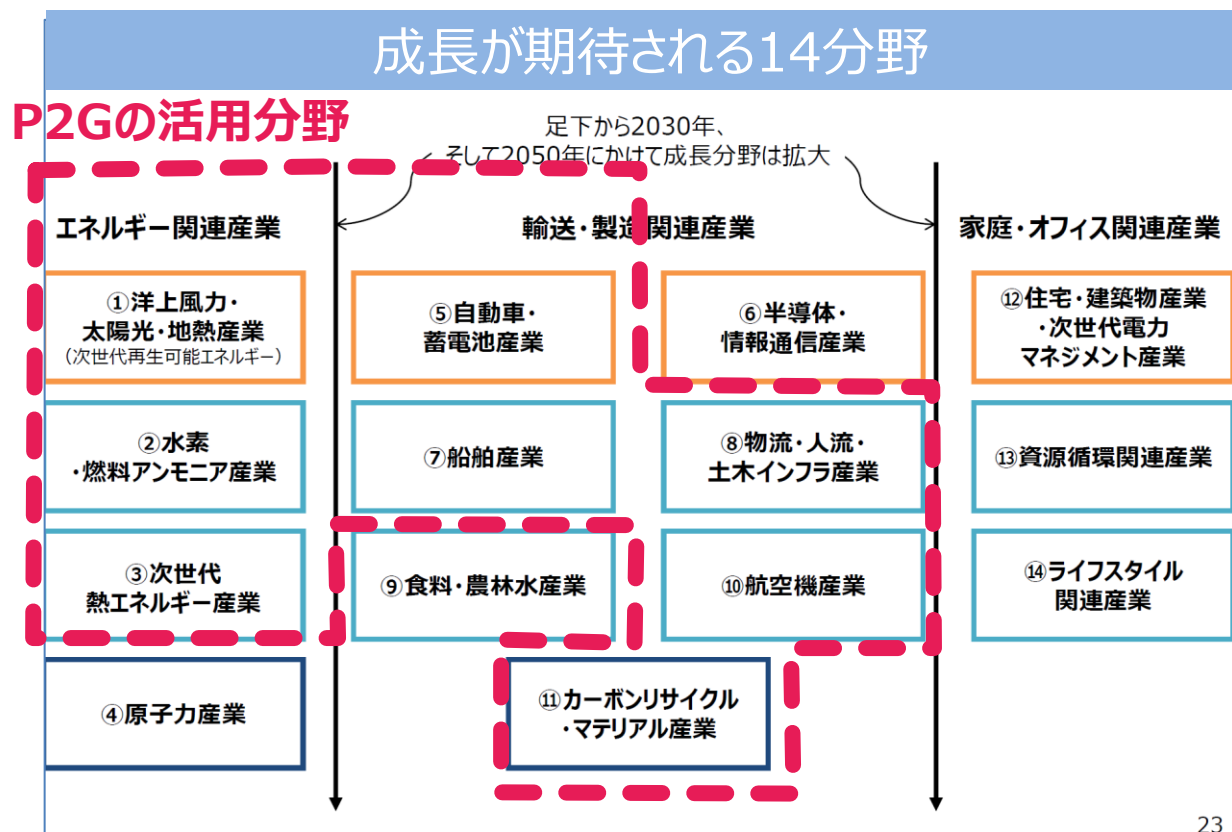 成長が期待される14分野
P2Gの活用分野
足下から2030年、
そして2050年にかけて成長分野は拡大
エネルギー関連産業
輸送・製造関連産業
家庭・オフィス関連産業
①洋上風力・
太陽光・地熱産業
（次世代再生可能エネルギー）
⑤自動車・
蓄電池産業
⑥半導体・
情報通信産業
⑫住宅・建築物産業
・次世代電力
マネジメント産業
②水素
・燃料アンモニア産業
⑦船舶産業
⑧物流・人流・
土木インフラ産業
⑬資源循環関連産業
③次世代
熱エネルギー産業
⑨食料・農林水産業
⑩航空機産業
⑭ライフスタイル
関連産業
④原子力産業
⑪カーボンリサイクル
・マテリアル産業
23